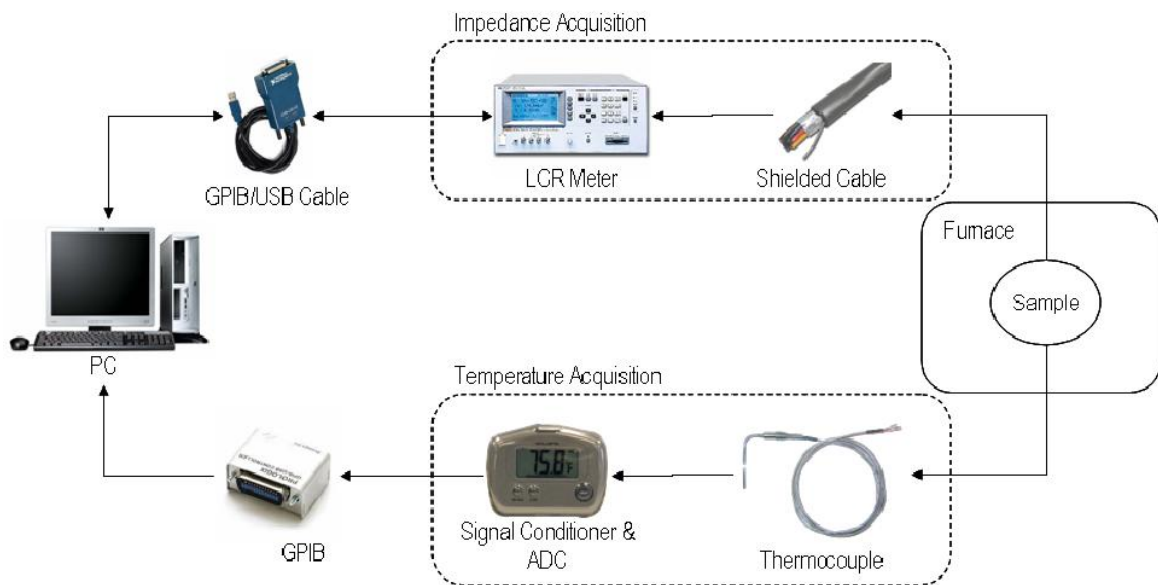 Impedance Acquisition
LCR Meter
Shielded Cable
GPIB/USB Cable
Furnace
Sample
PC
Temperature Acquisition
75.8°F
Signal Conditioner &
ADC
Thermocouple
GPIB